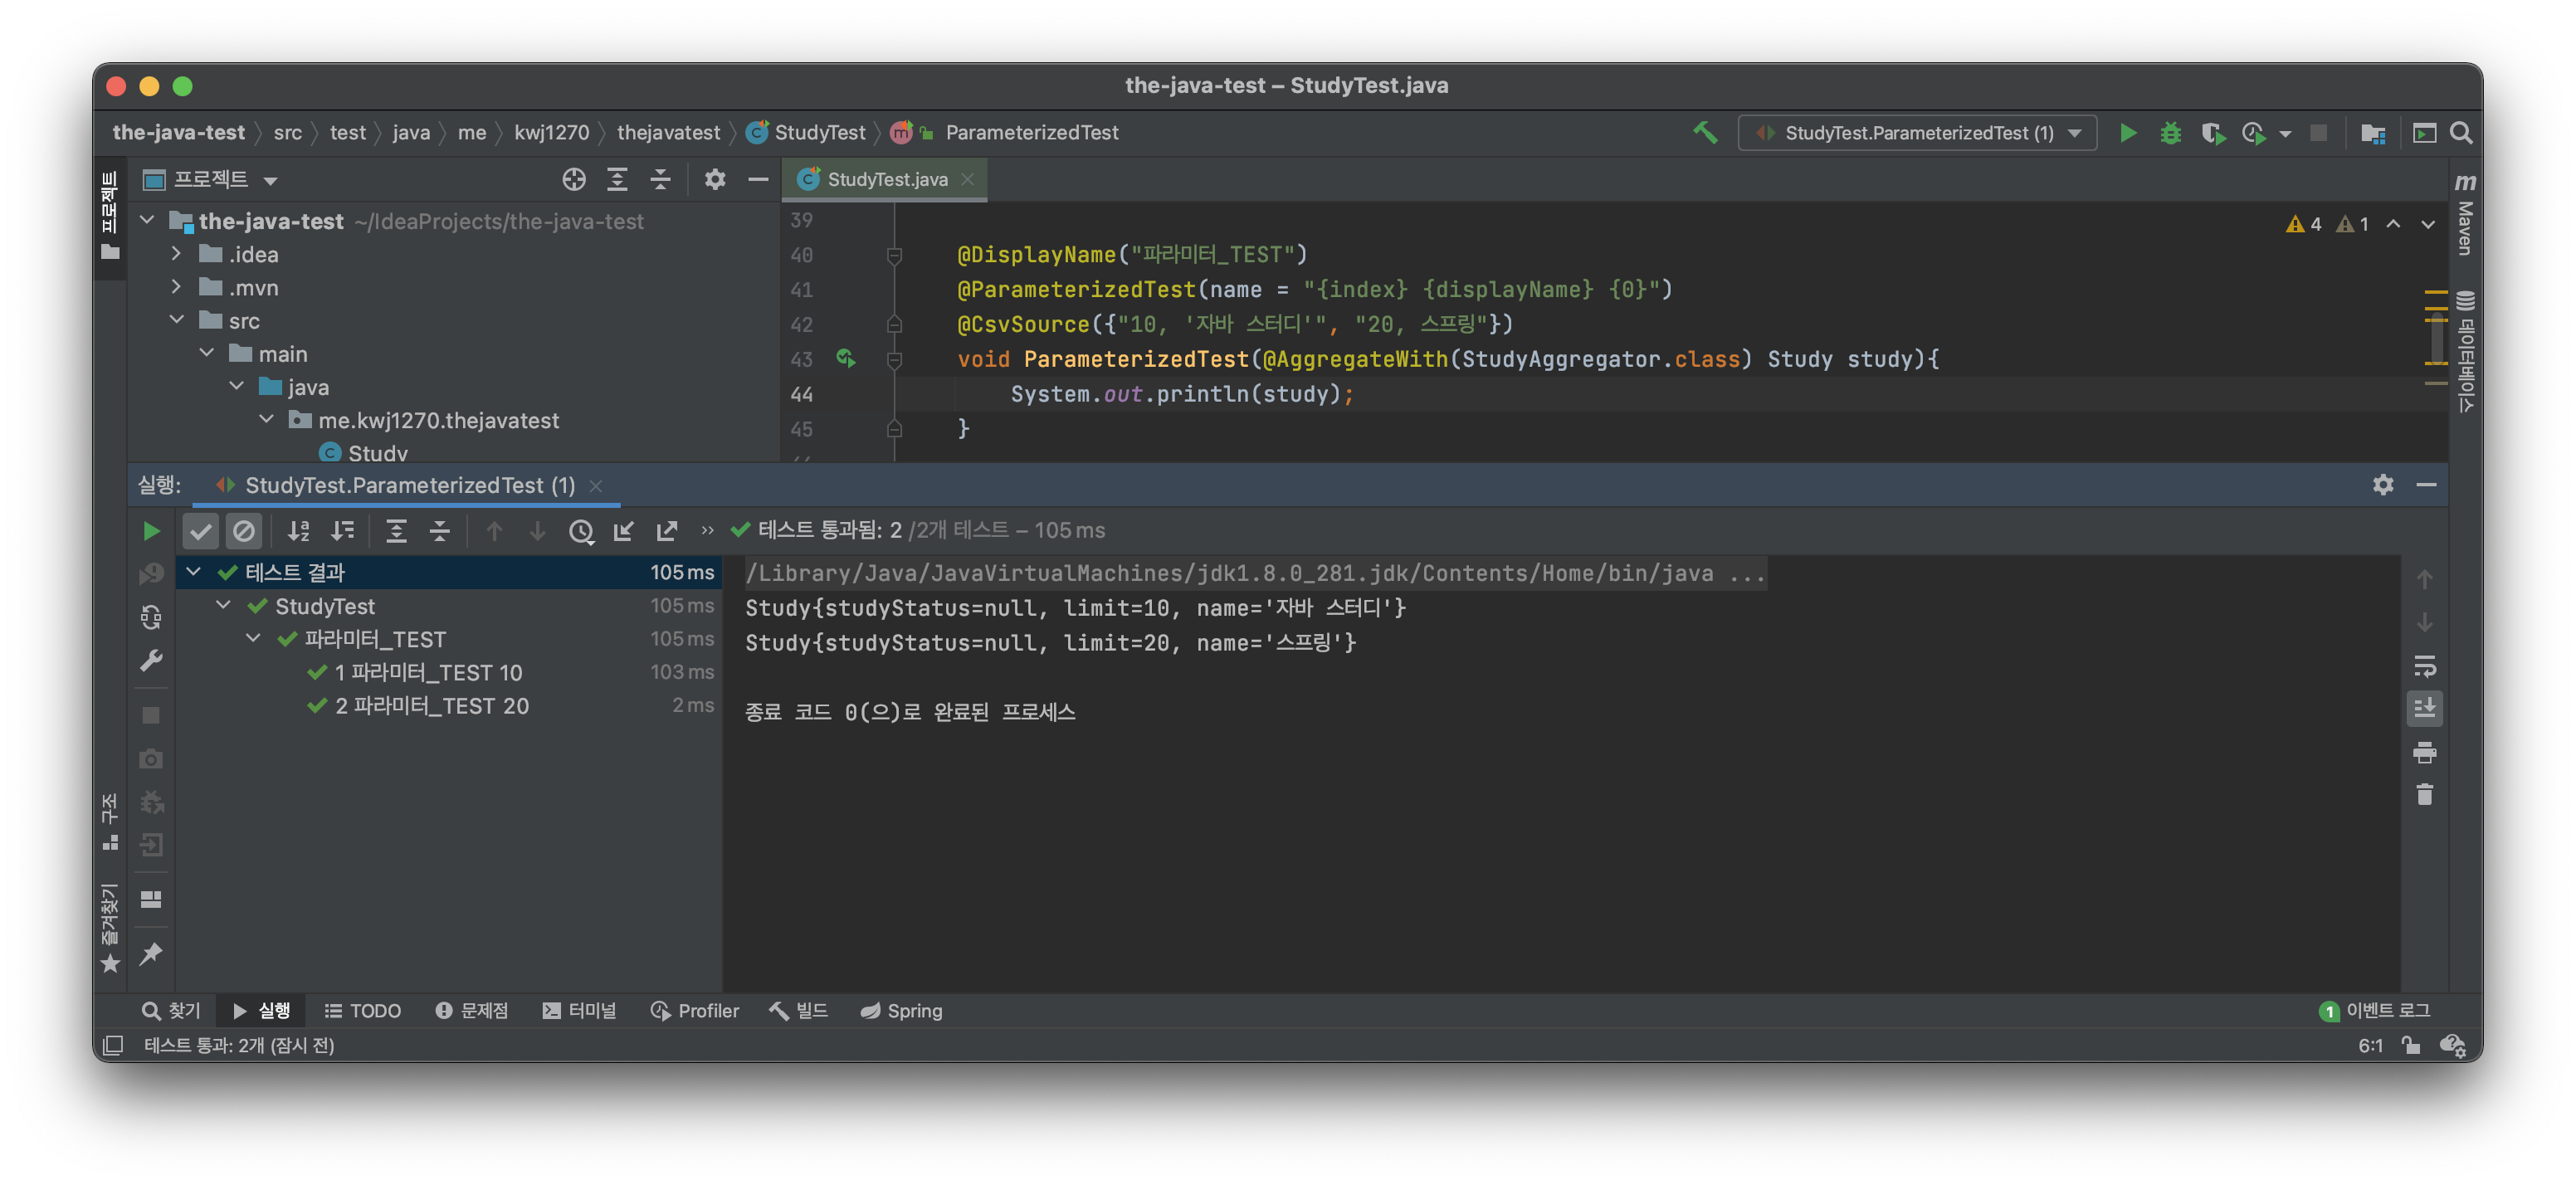 the-java-test – StudyTest.java
the-java-test src test java me kwj1270 thejavatest StudyTest ParameterizedTest
StudyTest.ParameterizedTest (1)
프로젝트
프로젝트
StudyTest.java
the-java-test ~/IdeaProjects/the-java-test
.idea
.mvn
src
main
java
me.kwj1270.thejavatest
Study
39
40 @DisplayName("파라미터_TEST")
41 @ParameterizedTest(name = "{index} {displayName} {0}")
42 @CsvSource({"10, '자바 스터디'", "20, 스프링"})
43 void ParameterizedTest(@AggregateWith(StudyAggregator.class) Study study){
44 System.out.println(study);
45 }
4 1
m Maven
데이터베이스
실행: StudyTest.ParameterizedTest (1)
테스트 통과됨: 2 /2개 테스트 – 105 ms
테스트 결과 105 ms
StudyTest 105 ms
파라미터_TEST 105 ms
1 파라미터_TEST 10 103 ms
2 파라미터_TEST 20 2 ms
/Library/Java/JavaVirtualMachines/jdk1.8.0_281.jdk/Contents/Home/bin/java ...
Study{studyStatus=null, limit=10, name='자바 스터디'}
Study{studyStatus=null, limit=20, name='스프링'}
종료 코드 0(으)로 완료된 프로세스
구조
즐겨찾기
찾기 실행 TODO 문제점 터미널 Profiler 빌드 Spring
1 이벤트 로그
테스트 통과: 2개 (잠시 전)
6:1